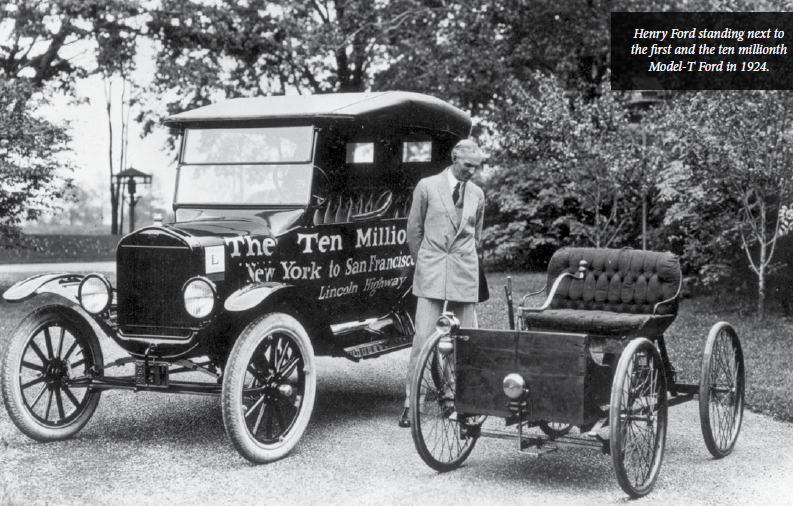 Henry Ford standing next to
the first and the ten millionth
Model-T Ford in 1924.
The Ten Millio
New York to San Francisco
Lincoln Highway
L